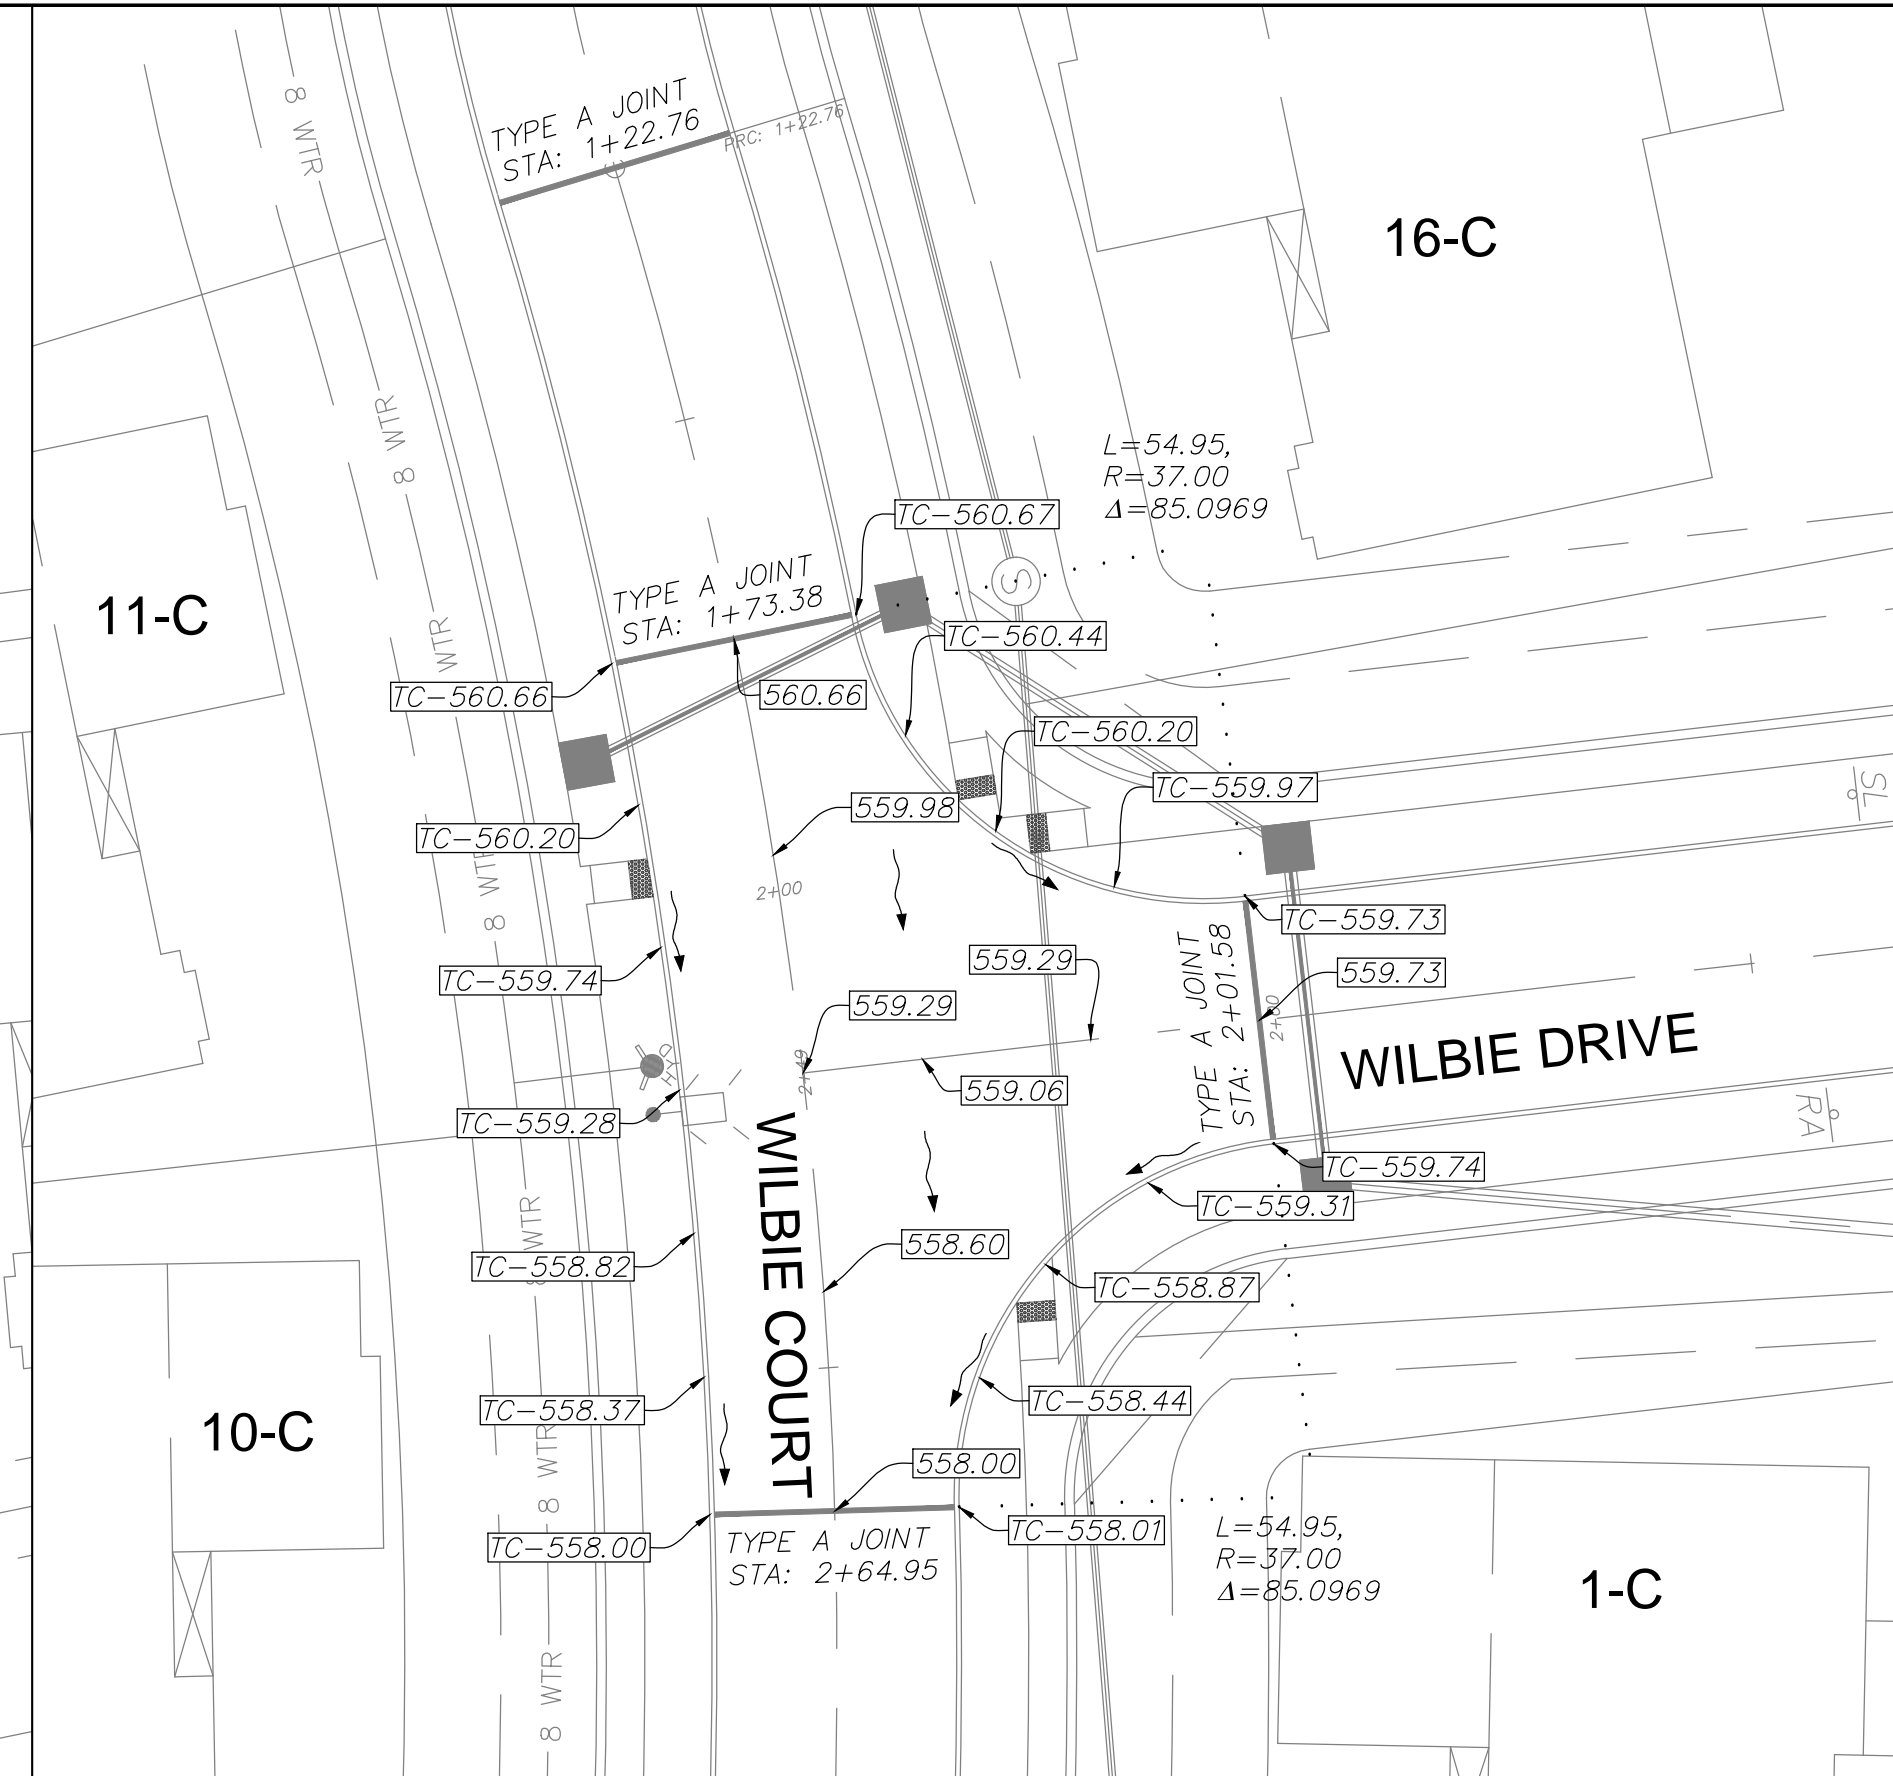 8 WTR
TYPE A JOINT
STA: 1+22.76
PRC: 1+22.76
16-C
8 WTR
L=54.95,
R=37.00
Δ=85.0969
TC-560.67
TYPE A JOINT
STA: 1+73.38
S
11-C
WTR
TC-560.44
TC-560.66
560.66
TC-560.20
TC-559.97
559.98
SL
TC-560.20
8 WTR
2+00
TC-559.73
TYPE A JOINT
STA: 2+01.58
559.29
559.73
TC-559.74
559.29
2+00
WILBIE DRIVE
HYD
2+49
559.06
TC-559.28
RA
WILBIE COURT
TC-559.74
TC-559.31
8 WTR
558.60
TC-558.82
TC-558.87
TC-558.44
TC-558.37
10-C
8 WTR
558.00
TC-558.01
TC-558.00
TYPE A JOINT
STA: 2+64.95
L=54.95,
R=37.00
Δ=85.0969
1-C
8 WTR